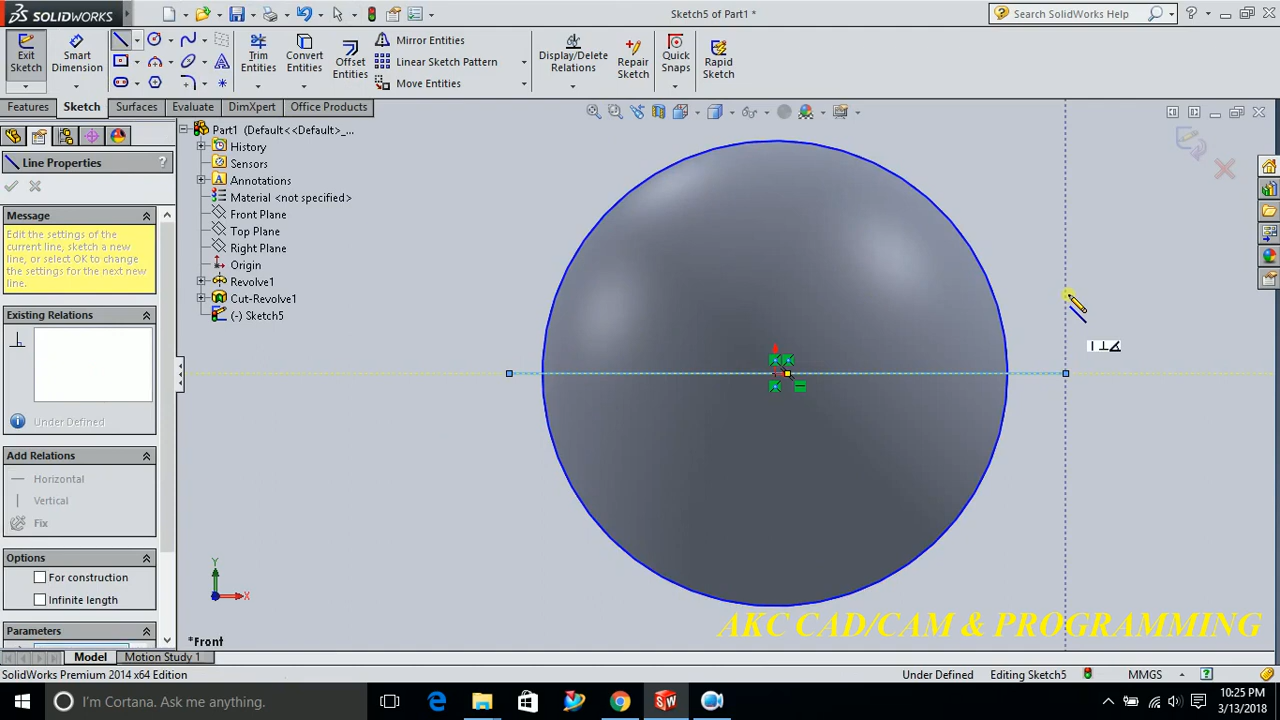 SOLIDWORKS
Sketch5 of Part1 *
Search SolidWorks Help
Exit Sketch
Smart Dimension
Trim Entities
Convert Entities
Offset Entities
Mirror Entities
Linear Sketch Pattern
Move Entities
Display/Delete Relations
Repair Sketch
Quick Snaps
Rapid Sketch
Features
Sketch
Surfaces
Evaluate
DimXpert
Office Products
Line Properties
?
Message
Edit the settings of the
current line, sketch a new
line, or select OK to change
the settings for the next new
line.
Existing Relations
Under Defined
Add Relations
Horizontal
Vertical
Fix
Options
For construction
Infinite length
Parameters
Part1 (Default<<Default>_...
History
Sensors
Annotations
Material <not specified>
Front Plane
Top Plane
Right Plane
Origin
Revolve1
Cut-Revolve1
(-) Sketch5
Y
X
*Front
AKC CAD/CAM & PROGRAMMING
Model
Motion Study 1
SolidWorks Premium 2014 x64 Edition
Under Defined
Editing Sketch5
MMGS
I'm Cortana. Ask me anything.
10:25 PM
3/13/2018